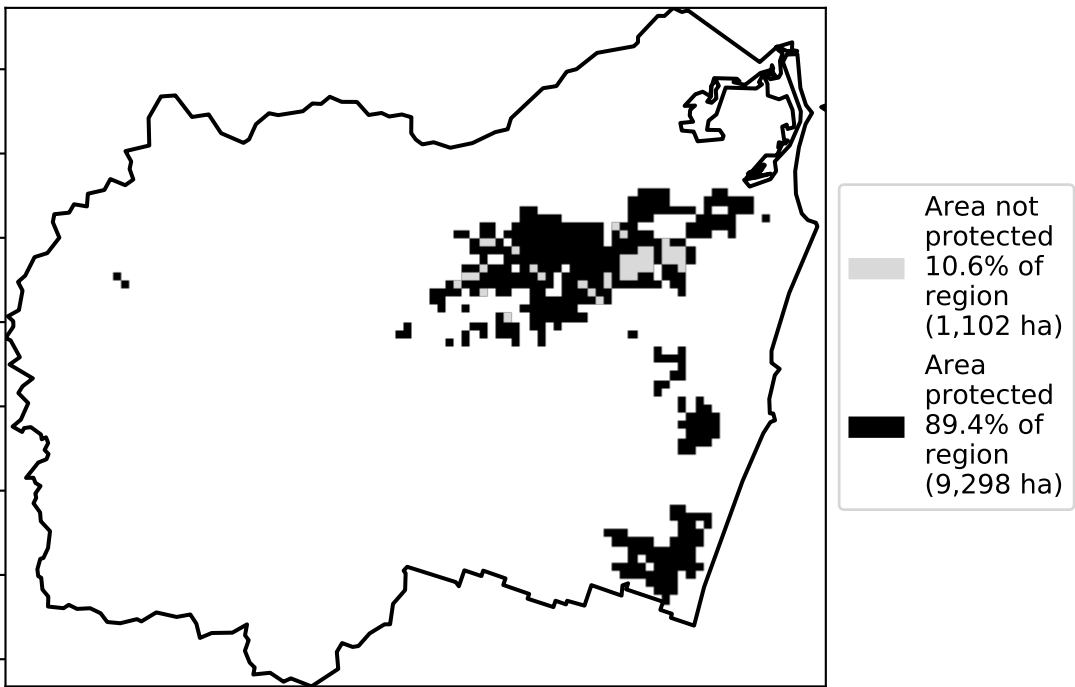 Area not
protected
10.6% of
region
(1,102 ha)
Area
protected
89.4% of
region
(9,298 ha)